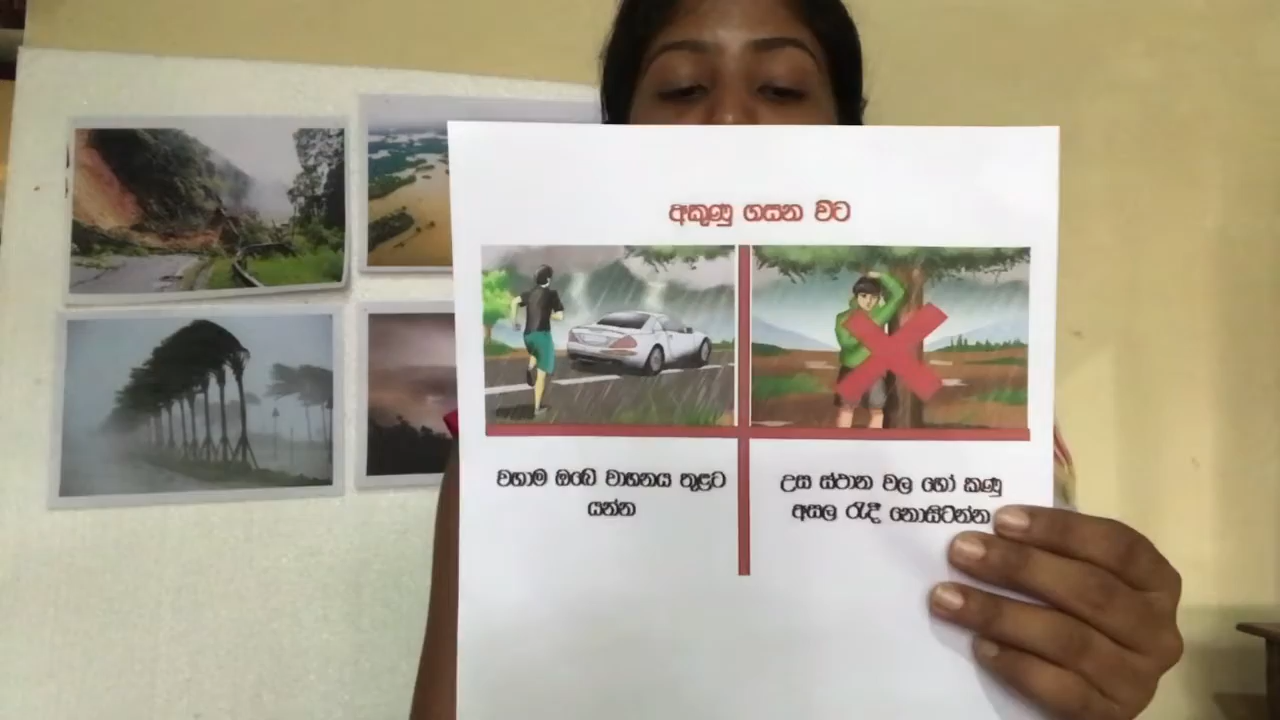 අකුණු ගසන විට
වහාම ඔබේ වාහනය තුළට
යන්න
උස ස්ථාන වල හෝ කණු
අසල රැදී නොසිටින්න